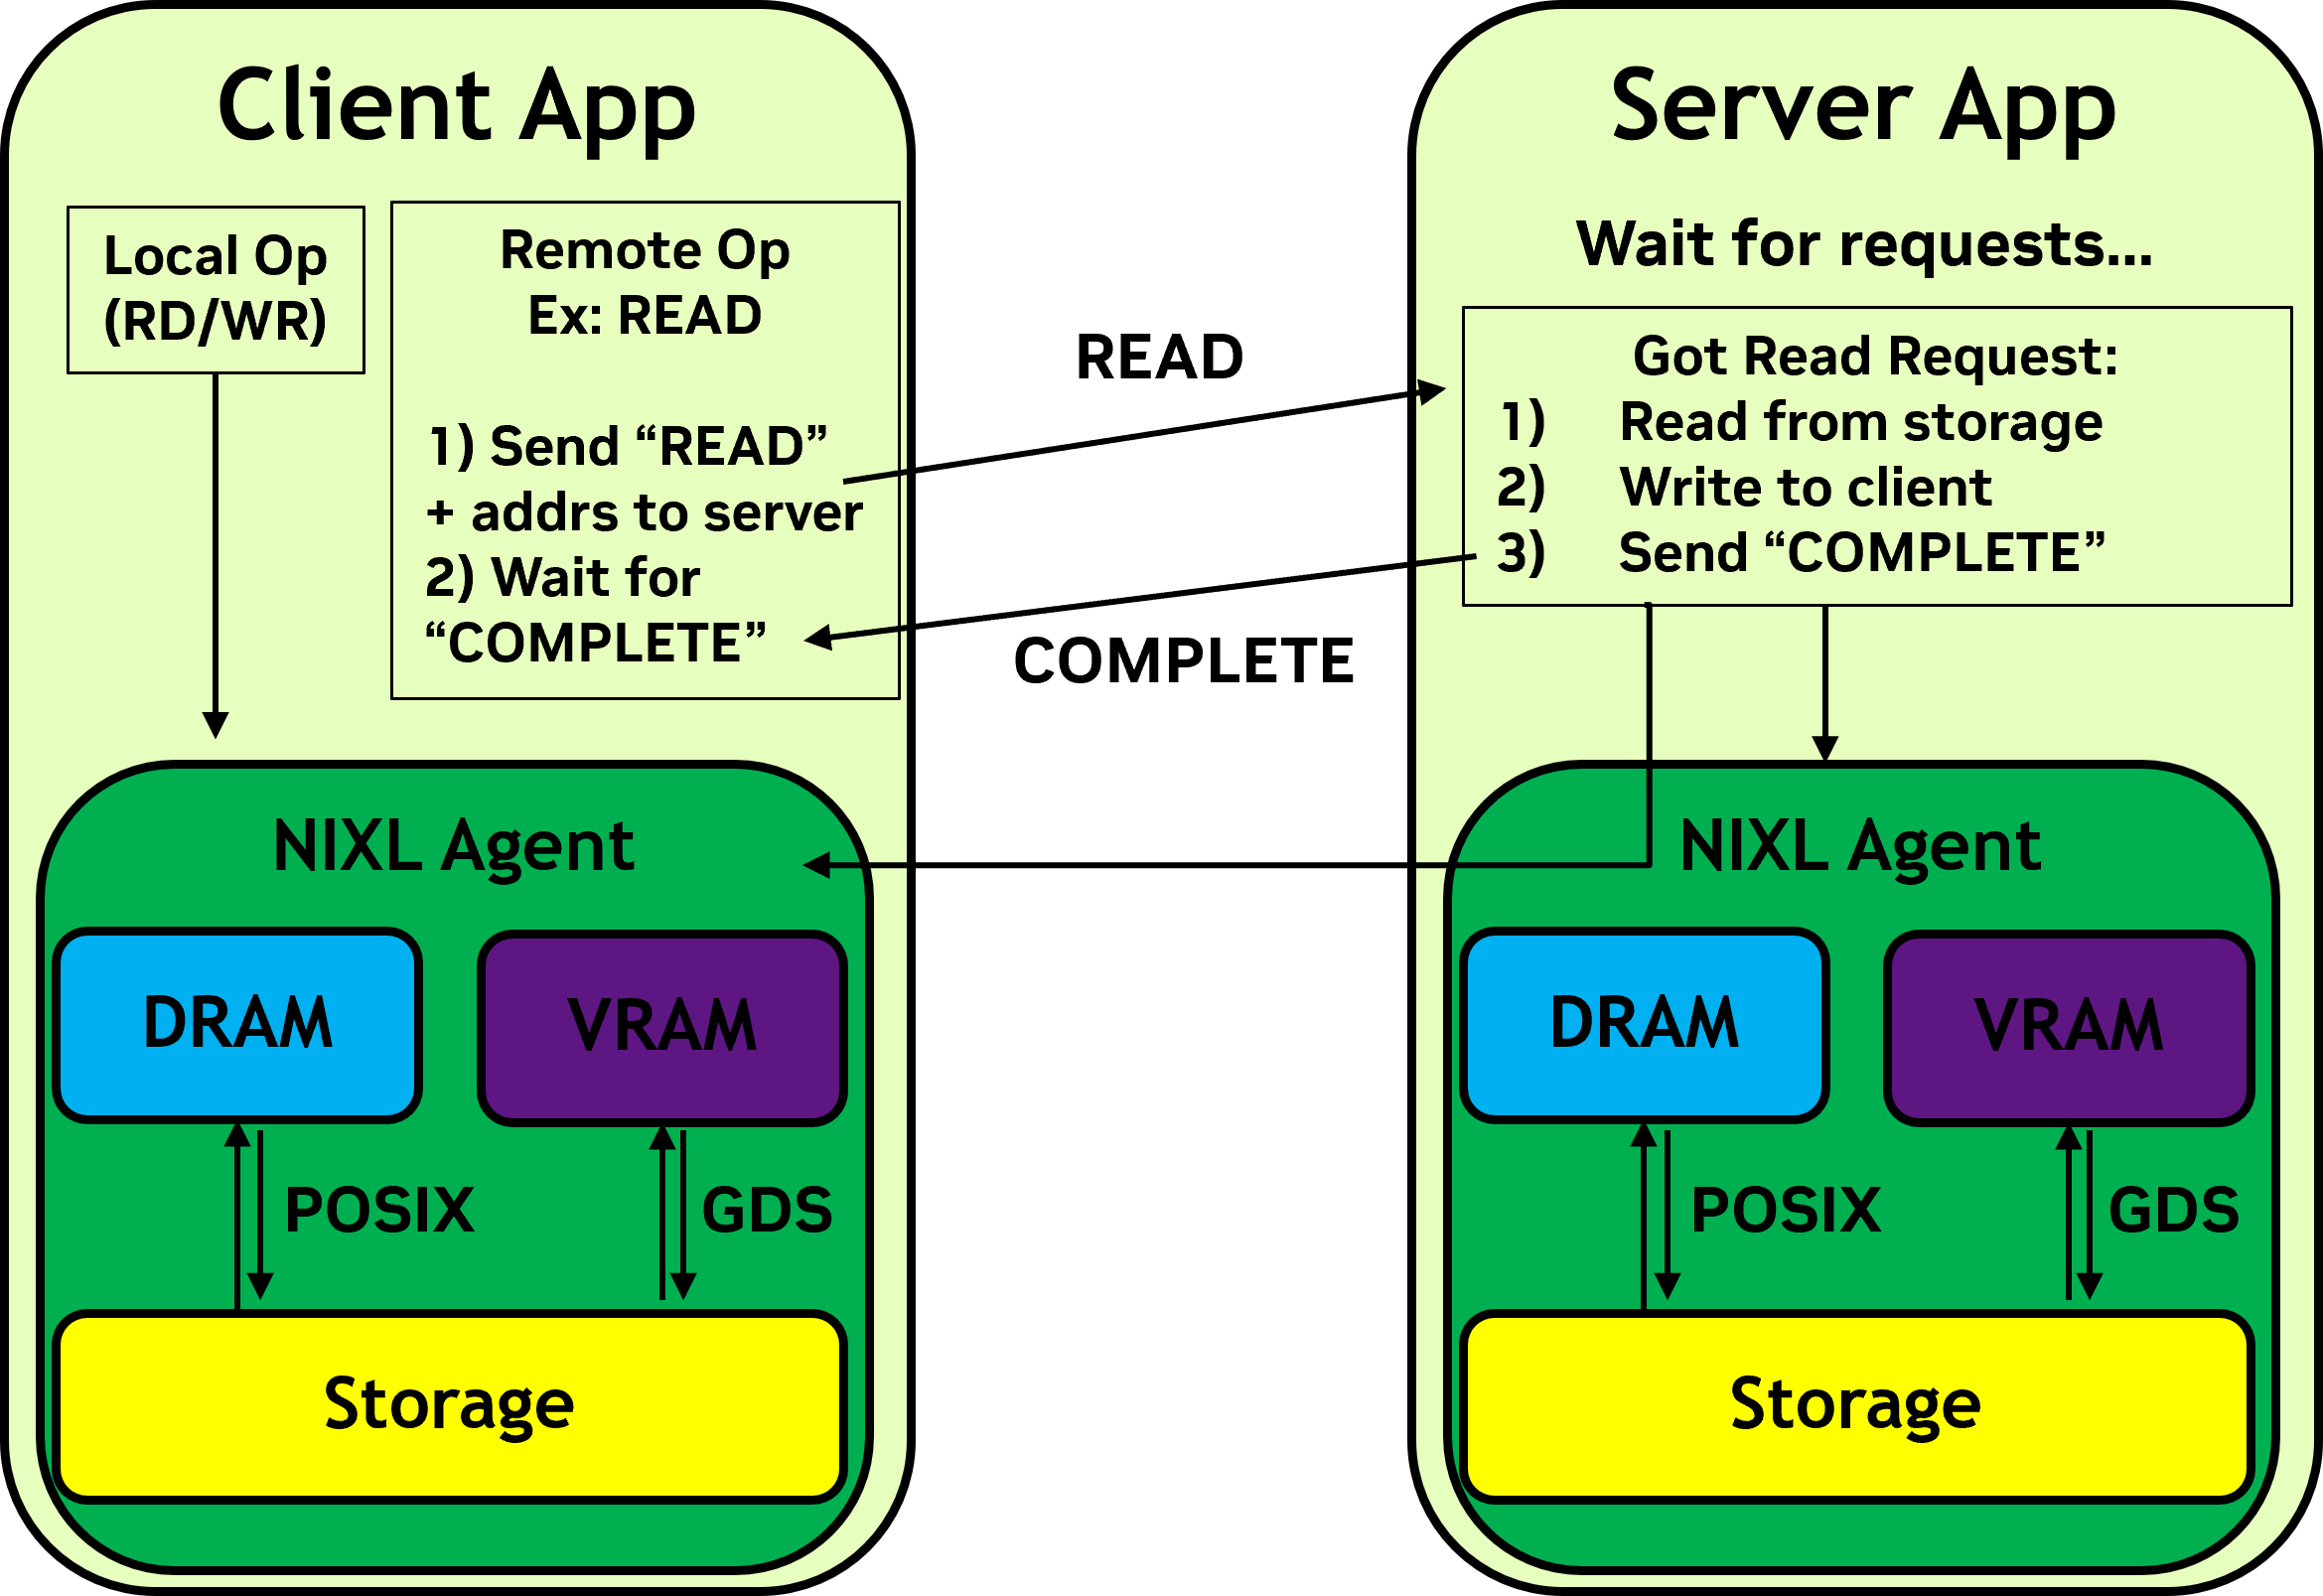 Client App
Local Op
(RD/WR)
Remote Op
Ex: READ
1) Send “READ”
+ addrs to server
2) Wait for
“COMPLETE”
NIXL Agent
DRAM
VRAM
POSIX
GDS
Storage
READ
COMPLETE
Server App
Wait for requests...
Got Read Request:
1) Read from storage
2) Write to client
3) Send “COMPLETE”
NIXL Agent
DRAM
VRAM
POSIX
GDS
Storage